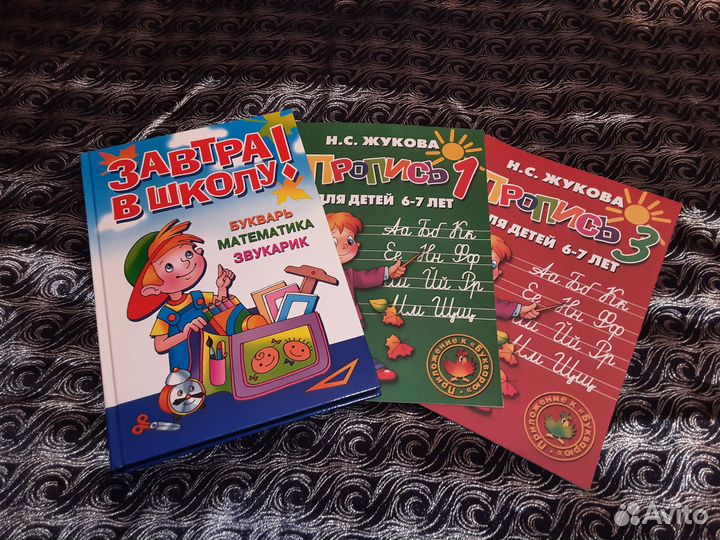 ЗАВТРА
В ШКОЛУ!
БУКВАРЬ
МАТЕМАТИКА
ЗВУКАРИК
Н.С. ЖУКОВА
ПРОПИСЬ 1
ДЛЯ ДЕТЕЙ 6-7 ЛЕТ
Аа Бб Кк
Ее Нн Фф
Ии Йй Рр
Мм Щщ
Приложение к «Букварю»
Н.С. ЖУКОВА
ПРОПИСЬ 3
ДЛЯ ДЕТЕЙ 6-7 ЛЕТ
Аа Бб Кк
Ее Нн Фф
Ии Йй Рр
Мм Щщ
Приложение к «Букварю»
Avito